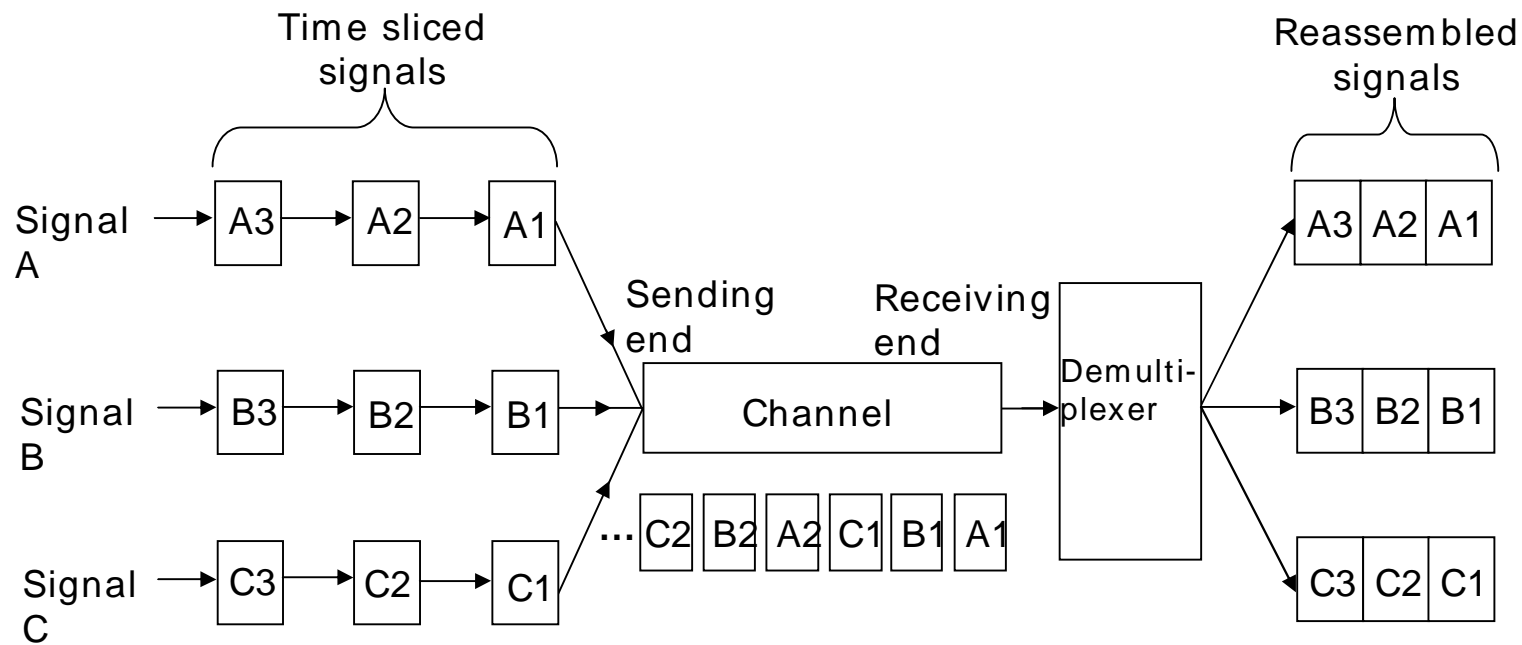 Time sliced
signals
Reassembled
signals
Signal
A
A3
A2
A1
A3
A2
A1
Sending
end
Receiving
end
Demulti-
plexer
Signal
B
B3
B2
B1
Channel
B3
B2
B1
... C2 B2 A2 C1 B1 A1
Signal
C
C3
C2
C1
C3
C2
C1